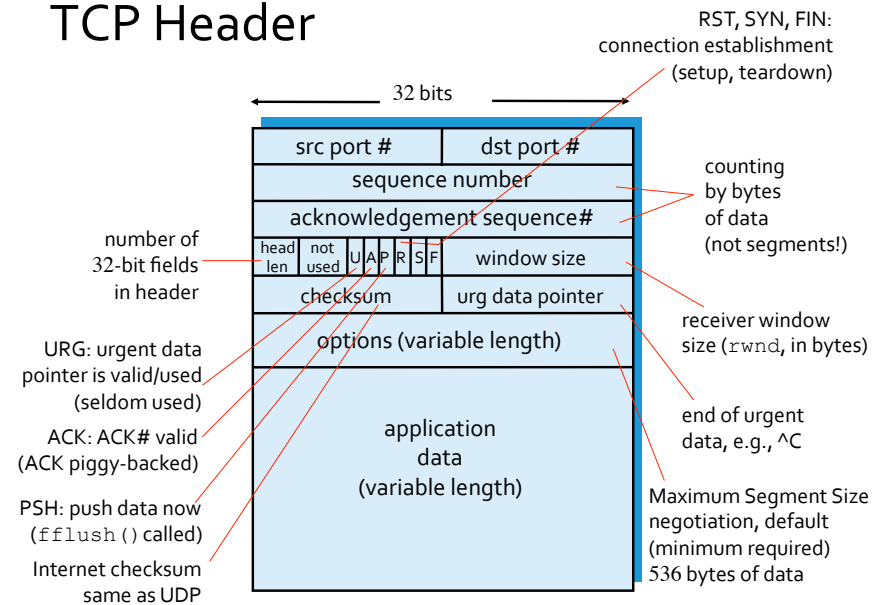 TCP Header
RST, SYN, FIN:
connection establishment
(setup, teardown)
32 bits
src port #
dst port #
sequence number
acknowledgement sequence#
head
len
not
used
U
A
P
R
S
F
window size
checksum
urg data pointer
options (variable length)
application
data
(variable length)
number of
32-bit fields
in header
URG: urgent data
pointer is valid/used
(seldom used)
ACK: ACK# valid
(ACK piggy-backed)
PSH: push data now
(fflush() called)
Internet checksum
same as UDP
counting
by bytes
of data
(not segments!)
receiver window
size (rwnd, in bytes)
end of urgent
data, e.g., ^C
Maximum Segment Size
negotiation, default
(minimum required)
536 bytes of data